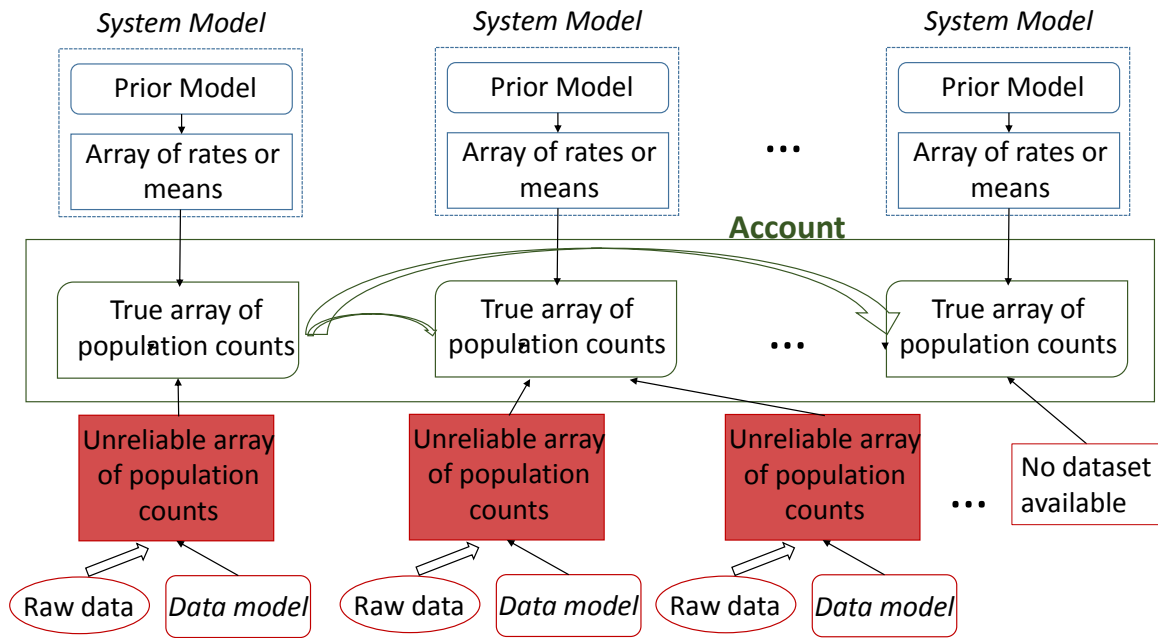 System Model
System Model
System Model
Prior Model
Prior Model
Prior Model
Array of rates or
means
Array of rates or
means
...
Array of rates or
means
Account
True array of
population counts
True array of
population counts
...
True array of
population counts
Unreliable array
of population
counts
Unreliable array
of population
counts
Unreliable array
of population
counts
...
No dataset
available
Raw data
Data model
Raw data
Data model
Raw data
Data model